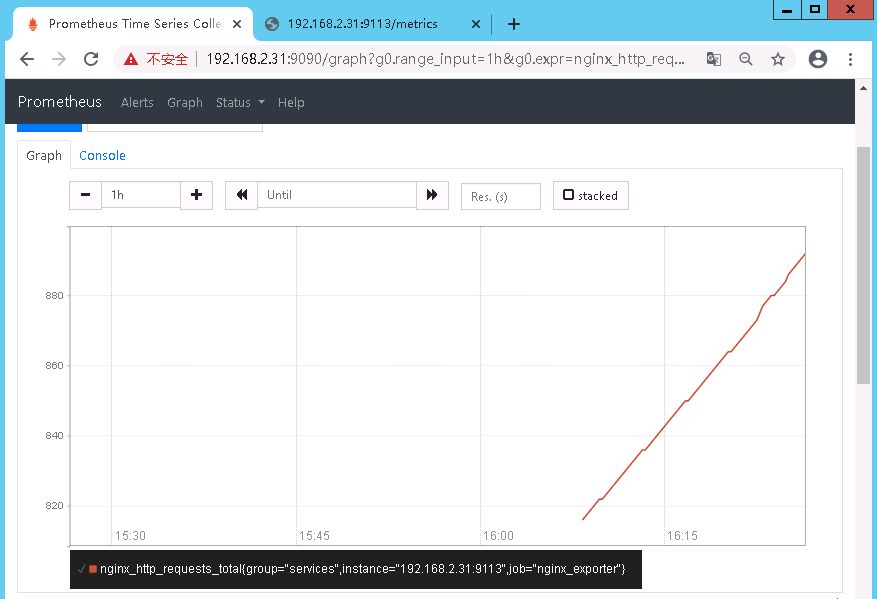 Prometheus Time Series Colle
192.168.2.31:9113/metrics
不安全
192.168.2.31:9090/graph?g0.range_input=1h&g0.expr=nginx_http_req...
Prometheus Alerts Graph Status Help
Graph Console
1h Until Res. (s) stacked
880
860
840
820
15:30 15:45 16:00 16:15
nginx_http_requests_total{group="services",instance="192.168.2.31:9113",job="nginx_exporter"}